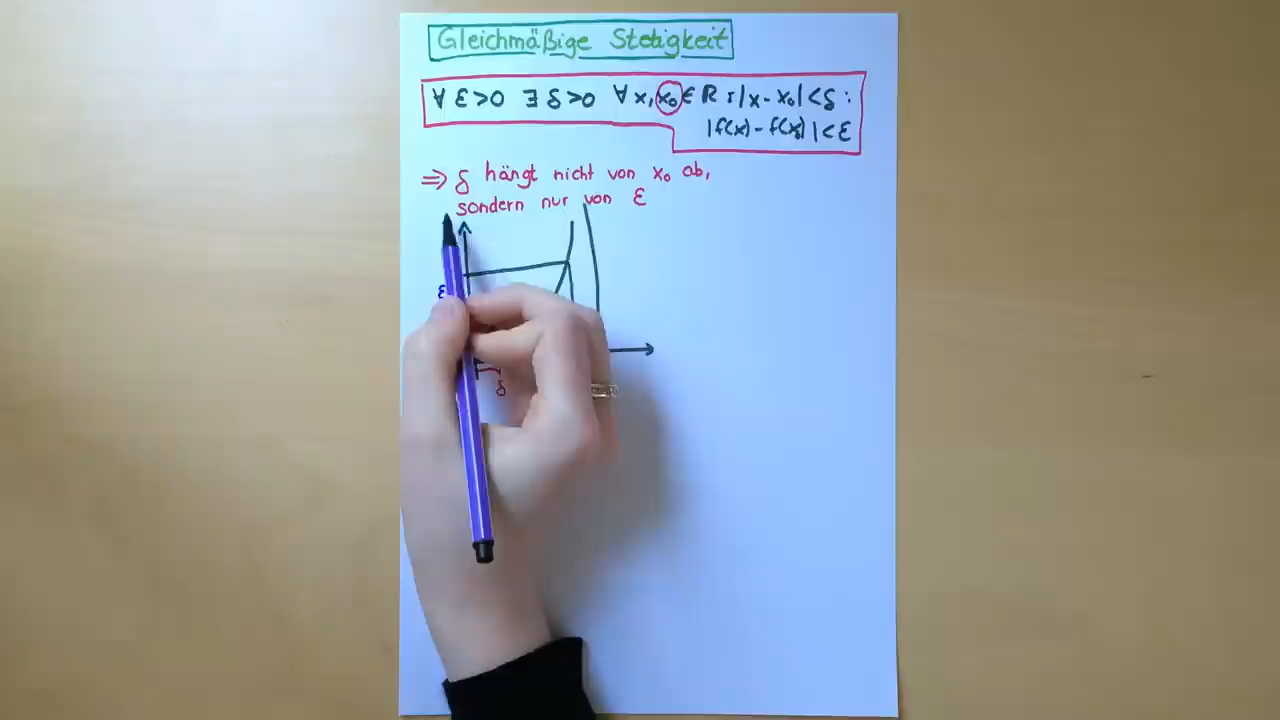 Gleichmäßige Stetigkeit
∀ ε>0 ∃ δ>0 ∀ x, x₀ ∈ R : |x - x₀| < δ :
|f(x) - f(x₀)| < ε
⇒ δ hängt nicht von x₀ ab,
sondern nur von ε
ε
δ